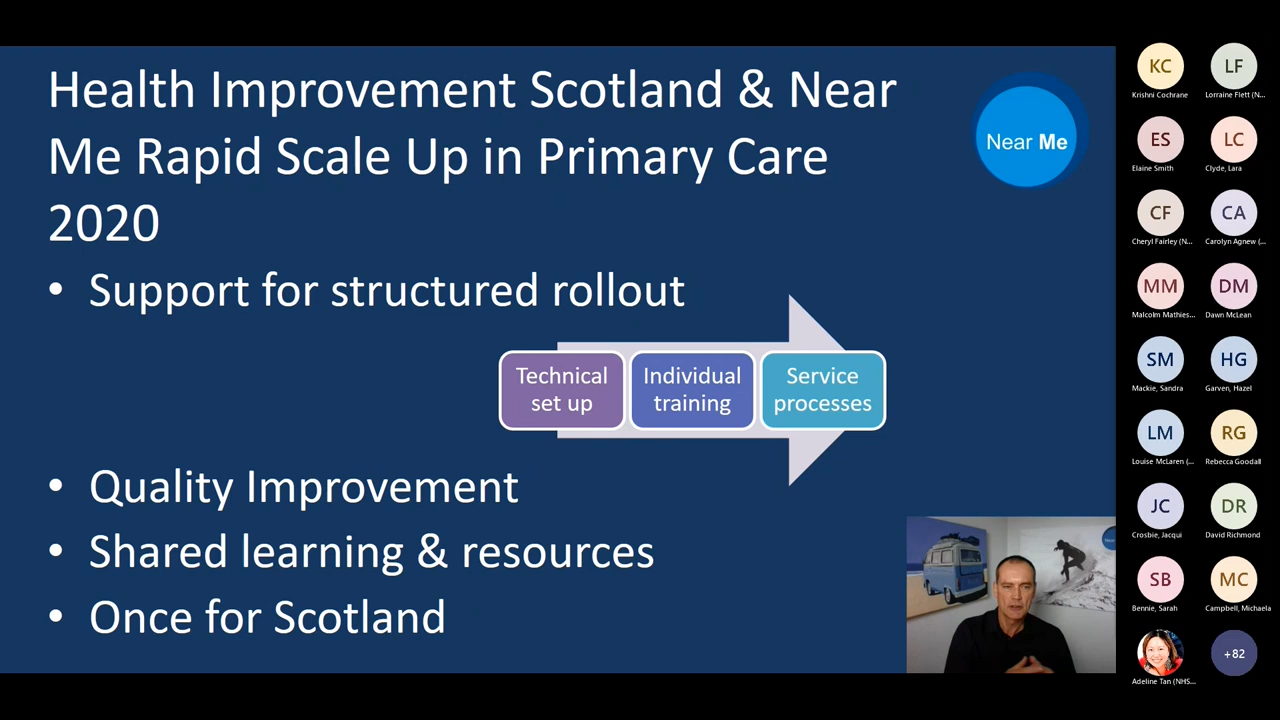 Health Improvement Scotland & Near
Me Rapid Scale Up in Primary Care
2020
Near Me
• Support for structured rollout
Technical
set up
Individual
training
Service
processes
• Quality Improvement
• Shared learning & resources
• Once for Scotland
KC
Krishni Cochrane
LF
Lorraine Flett (N...
ES
Elaine Smith
LC
Clyde, Lara
CF
Cheryl Fairley (N...
CA
Carolyn Agnew (...
MM
Malcolm Mathies...
DM
Dawn McLean
SM
Mackie, Sandra
HG
Garven, Hazel
LM
Louise McLaren (...
RG
Rebecca Goodall
JC
Crosbie, Jacqui
DR
David Richmond
SB
Bennie, Sarah
MC
Campbell, Michaela
Adeline Tan (NHS...
+82